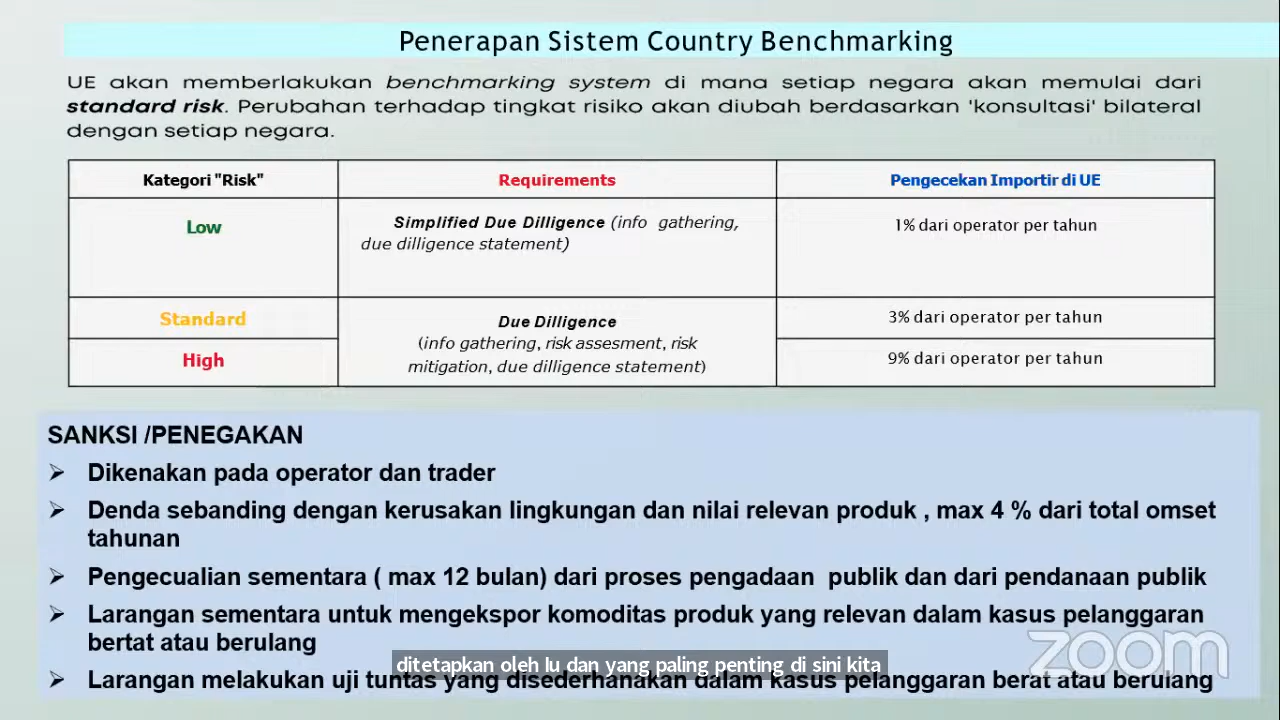 Penerapan Sistem Country Benchmarking
UE akan memberlakukan benchmarking system di mana setiap negara akan memulai dari
standard risk. Perubahan terhadap tingkat risiko akan diubah berdasarkan 'konsultasi' bilateral
dengan setiap negara.
Kategori "Risk"
Requirements
Pengecekan Importir di UE
Low
Simplified Due Dilligence (info gathering,
due dilligence statement)
1% dari operator per tahun
Standard
Due Dilligence
(info gathering, risk assesment, risk
mitigation, due dilligence statement)
3% dari operator per tahun
High
9% dari operator per tahun
SANKSI /PENEGAKAN
➢ Dikenakan pada operator dan trader
➢ Denda sebanding dengan kerusakan lingkungan dan nilai relevan produk , max 4 % dari total omset
tahunan
➢ Pengecualian sementara ( max 12 bulan) dari proses pengadaan publik dan dari pendanaan publik
➢ Larangan sementara untuk mengekspor komoditas produk yang relevan dalam kasus pelanggaran
bertat atau berulang
➢ Larangan melakukan uji tuntas yang disederhanakan dalam kasus pelanggaran berat atau berulang
ditetapkan oleh Iu dan yang paling penting di sini kita
zoom